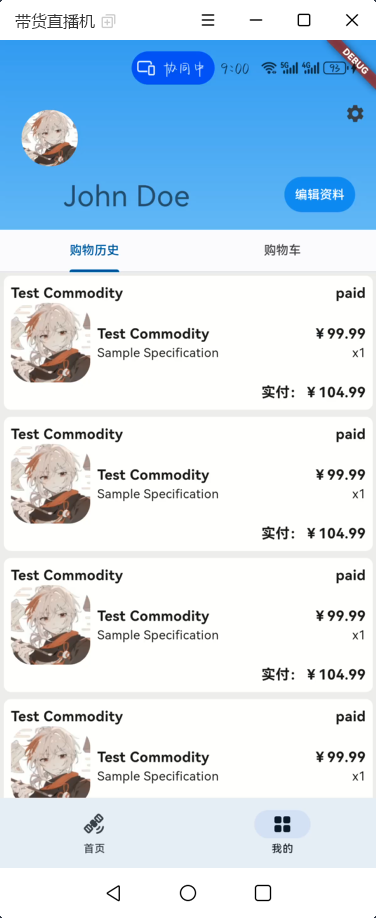 带货直播机
协同中 9:00 5G 4G 93
DEBUG
John Doe
编辑资料
购物历史 购物车
Test Commodity paid
Test Commodity ¥ 99.99
Sample Specification x1
实付： ¥ 104.99
Test Commodity paid
Test Commodity ¥ 99.99
Sample Specification x1
实付： ¥ 104.99
Test Commodity paid
Test Commodity ¥ 99.99
Sample Specification x1
实付： ¥ 104.99
Test Commodity paid
Test Commodity ¥ 99.99
Sample Specification x1
首页 我的